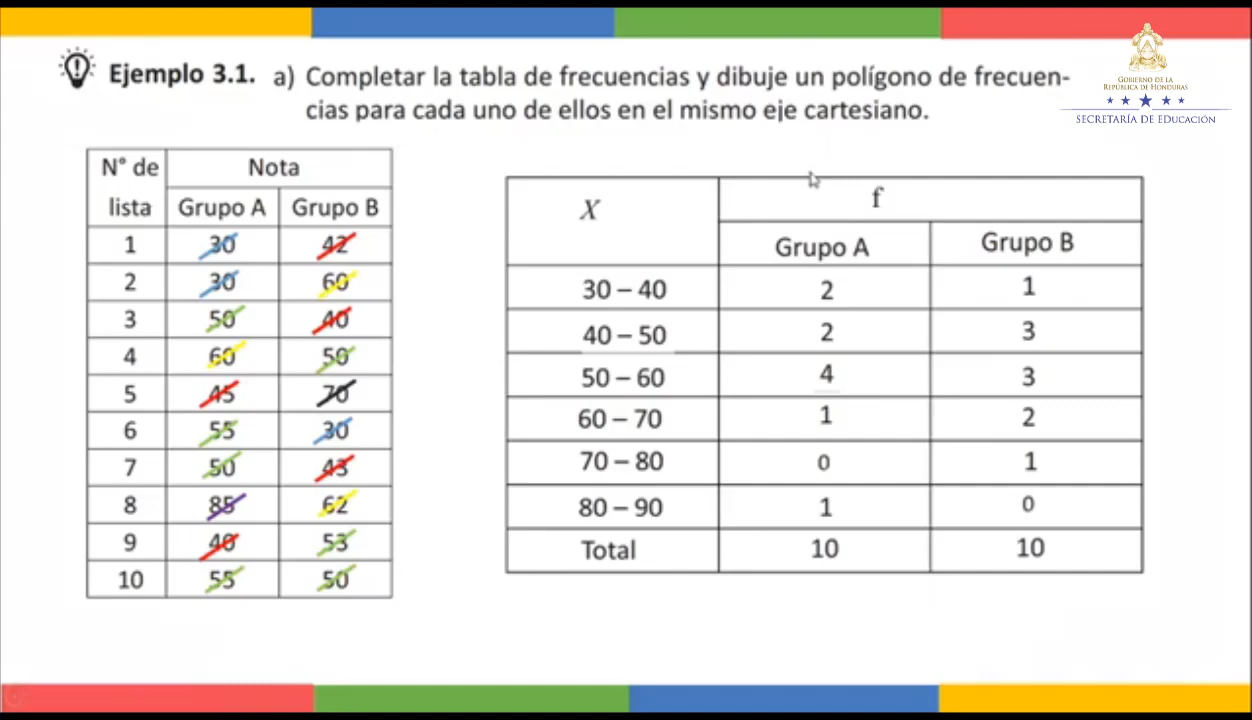 Ejemplo 3.1. a) Completar la tabla de frecuencias y dibuje un polígono de frecuen-
cias para cada uno de ellos en el mismo eje cartesiano.
GOBIERNO DE LA
REPÚBLICA DE HONDURAS
SECRETARÍA DE EDUCACIÓN
N° de lista Nota
Grupo A Grupo B
1 30 42
2 30 60
3 50 40
4 60 50
5 45 70
6 55 30
7 50 43
8 85 62
9 40 53
10 55 50
X f
Grupo A Grupo B
30 – 40 2 1
40 – 50 2 3
50 – 60 4 3
60 – 70 1 2
70 – 80 0 1
80 – 90 1 0
Total 10 10